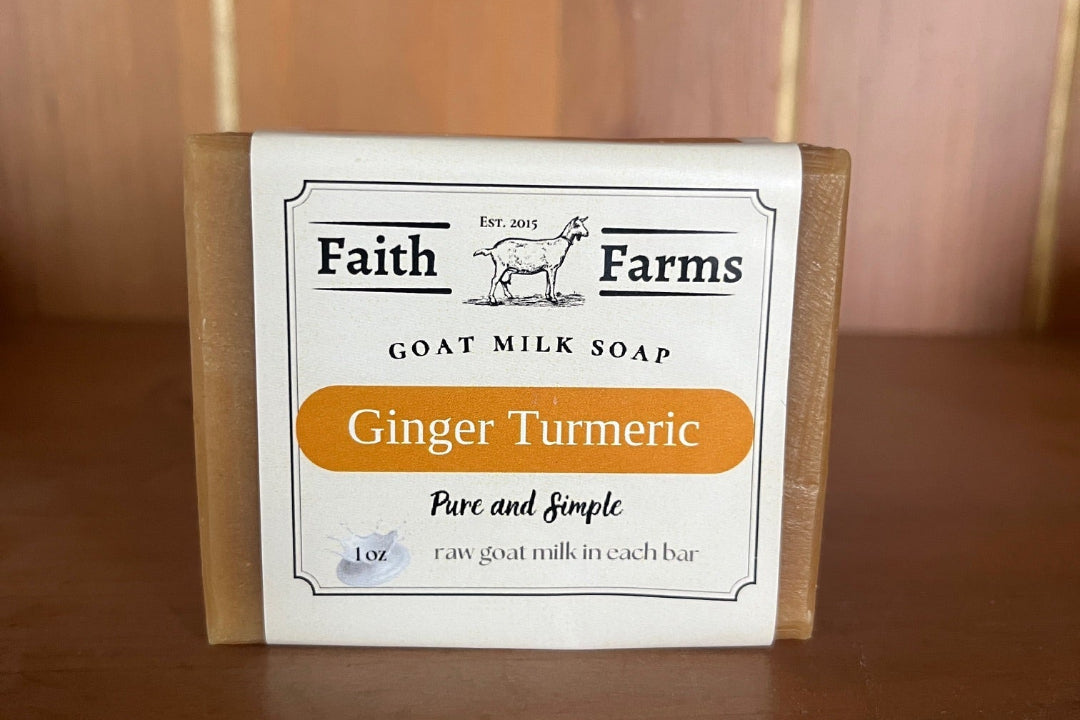 Est. 2015
Faith Farms
GOAT MILK SOAP
Ginger Turmeric
Pure and Simple
1 oz raw goat milk in each bar